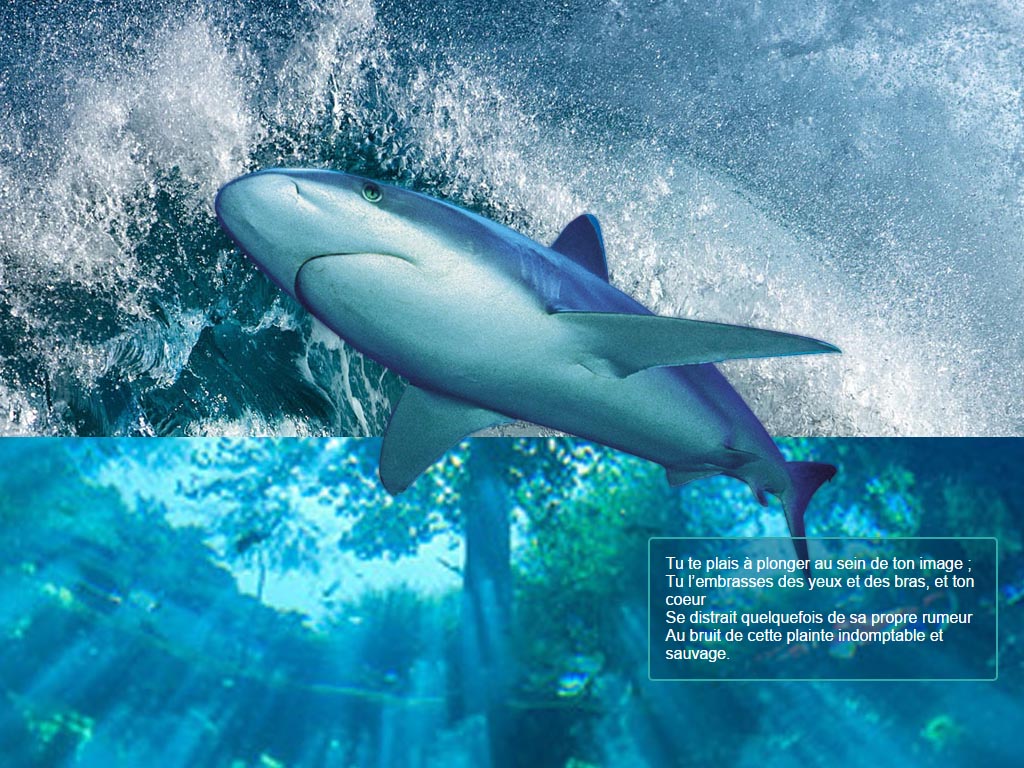 Tu te plais à plonger au sein de ton image ;
Tu l’embrasses des yeux et des bras, et ton
coeur
Se distrait quelquefois de sa propre rumeur
Au bruit de cette plainte indomptable et
sauvage.